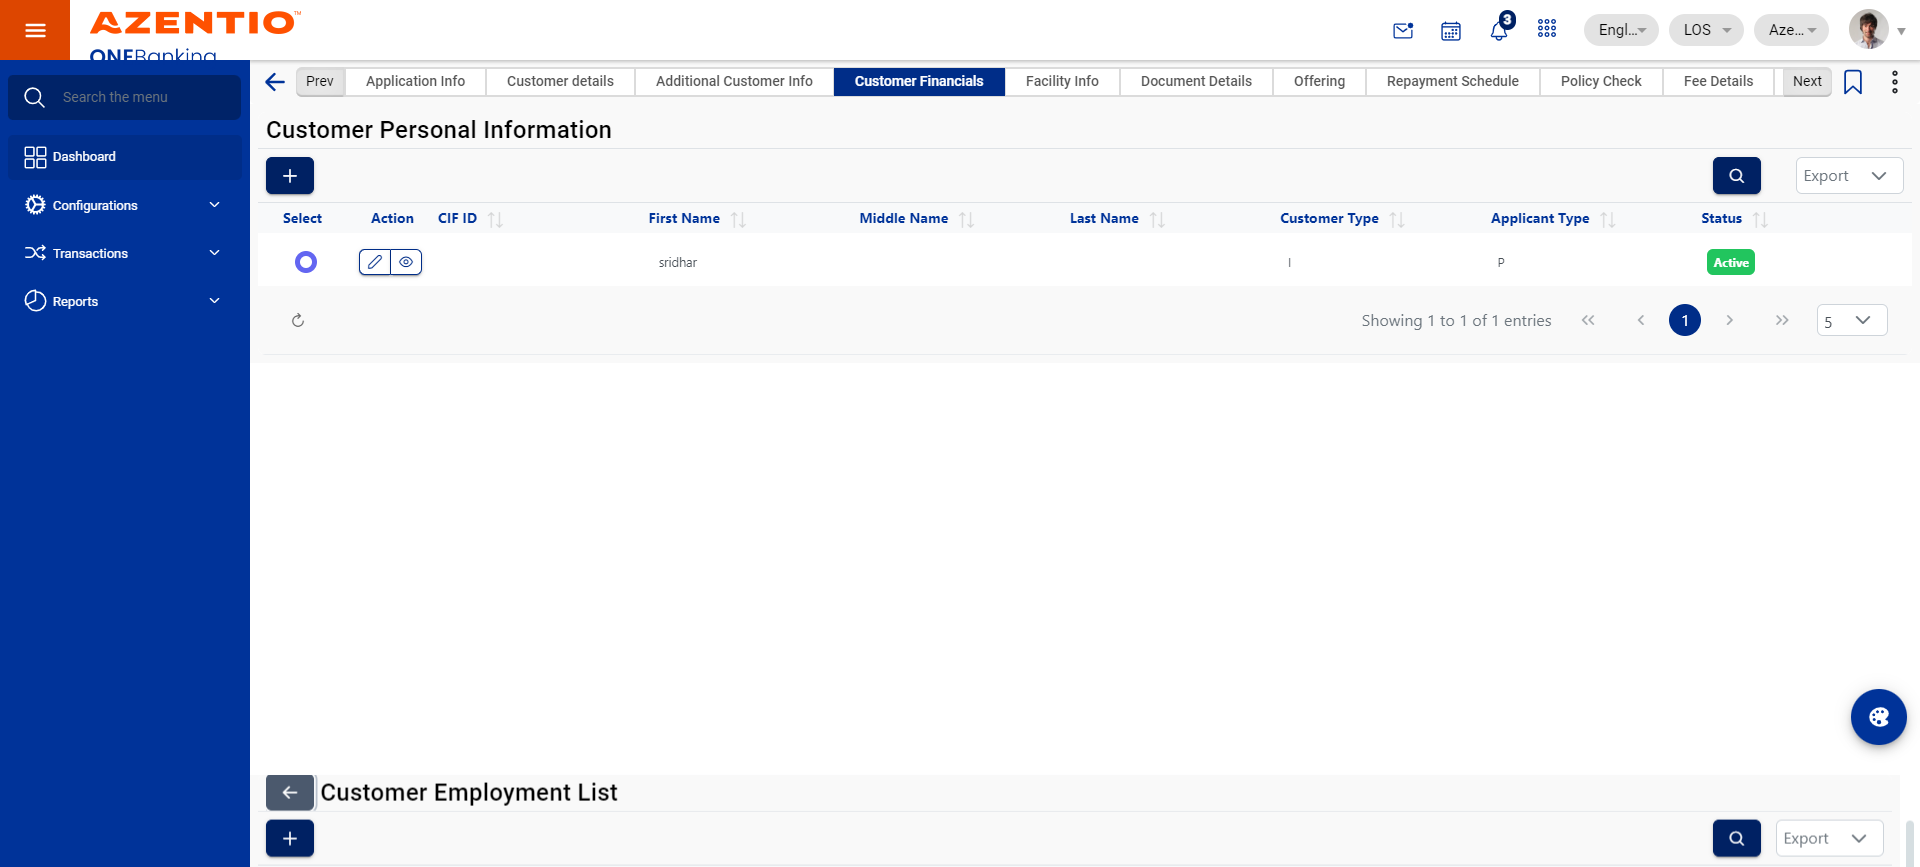 AZENTIO™
ONEBanking
3
Engl...
LOS
Aze...
Search the menu
Dashboard
Configurations
Transactions
Reports
Prev
Application Info
Customer details
Additional Customer Info
Customer Financials
Facility Info
Document Details
Offering
Repayment Schedule
Policy Check
Fee Details
Next
Customer Personal Information
Export
Select Action CIF ID First Name Middle Name Last Name Customer Type Applicant Type Status
sridhar I P Active
Showing 1 to 1 of 1 entries
1
5
Customer Employment List
Export